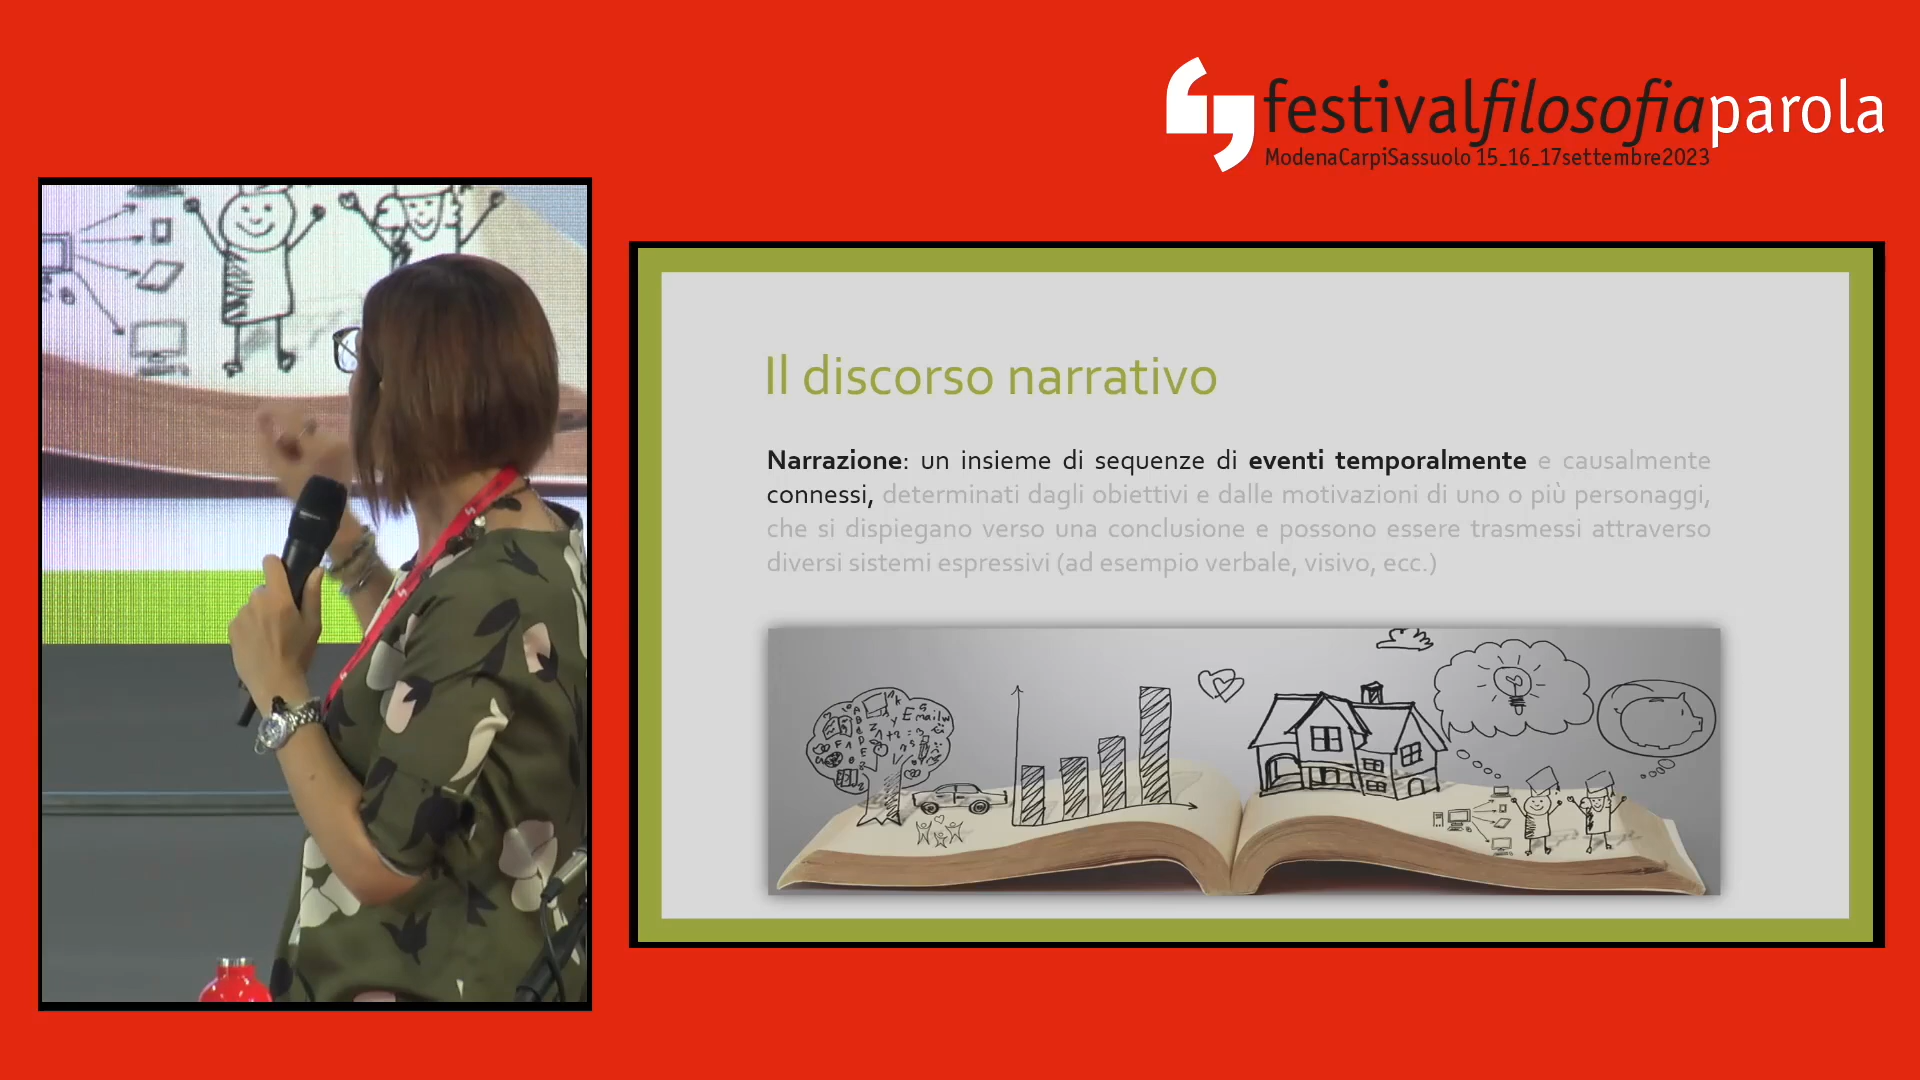 festivalfilosofiaparola
ModenaCarpiSassuolo 15_16_17settembre2023
Il discorso narrativo
Narrazione: un insieme di sequenze di eventi temporalmente e causalmente
connessi, determinati dagli obiettivi e dalle motivazioni di uno o più personaggi,
che si dispiegano verso una conclusione e possono essere trasmessi attraverso
diversi sistemi espressivi (ad esempio verbale, visivo, ecc.)